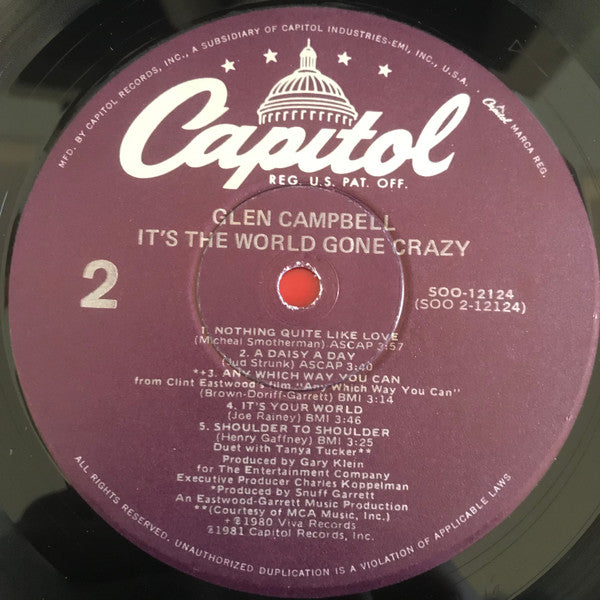 MFD. BY CAPITOL RECORDS, INC., A SUBSIDIARY OF CAPITOL INDUSTRIES-EMI, INC., U.S.A.
Capitol MARCA REG.
Capitol
REG. U.S. PAT. OFF.
GLEN CAMPBELL
IT'S THE WORLD GONE CRAZY
2
SOO-12124
(SOO 2-12124)
1. NOTHING QUITE LIKE LOVE
(Micheal Smotherman) ASCAP 3:57
2. A DAISY A DAY
(Jud Strunk) ASCAP 3:40
*+3. ANY WHICH WAY YOU CAN
from Clint Eastwood's film "Any Which Way You Can"
(Brown-Doriff-Garrett) BMI 3:14
4. IT'S YOUR WORLD
(Joe Rainey) BMI 3:46
5. SHOULDER TO SHOULDER
(Henry Gaffney) BMI 3:25
Duet with Tanya Tucker**
Produced by Gary Klein
for The Entertainment Company
Executive Producer Charles Koppelman
*Produced by Snuff Garrett
An Eastwood-Garrett Music Production
**(Courtesy of MCA Music, Inc.)
+℗1980 Viva Records
℗1981 Capitol Records, Inc.
ALL RIGHTS RESERVED. UNAUTHORIZED DUPLICATION IS A VIOLATION OF APPLICABLE LAWS